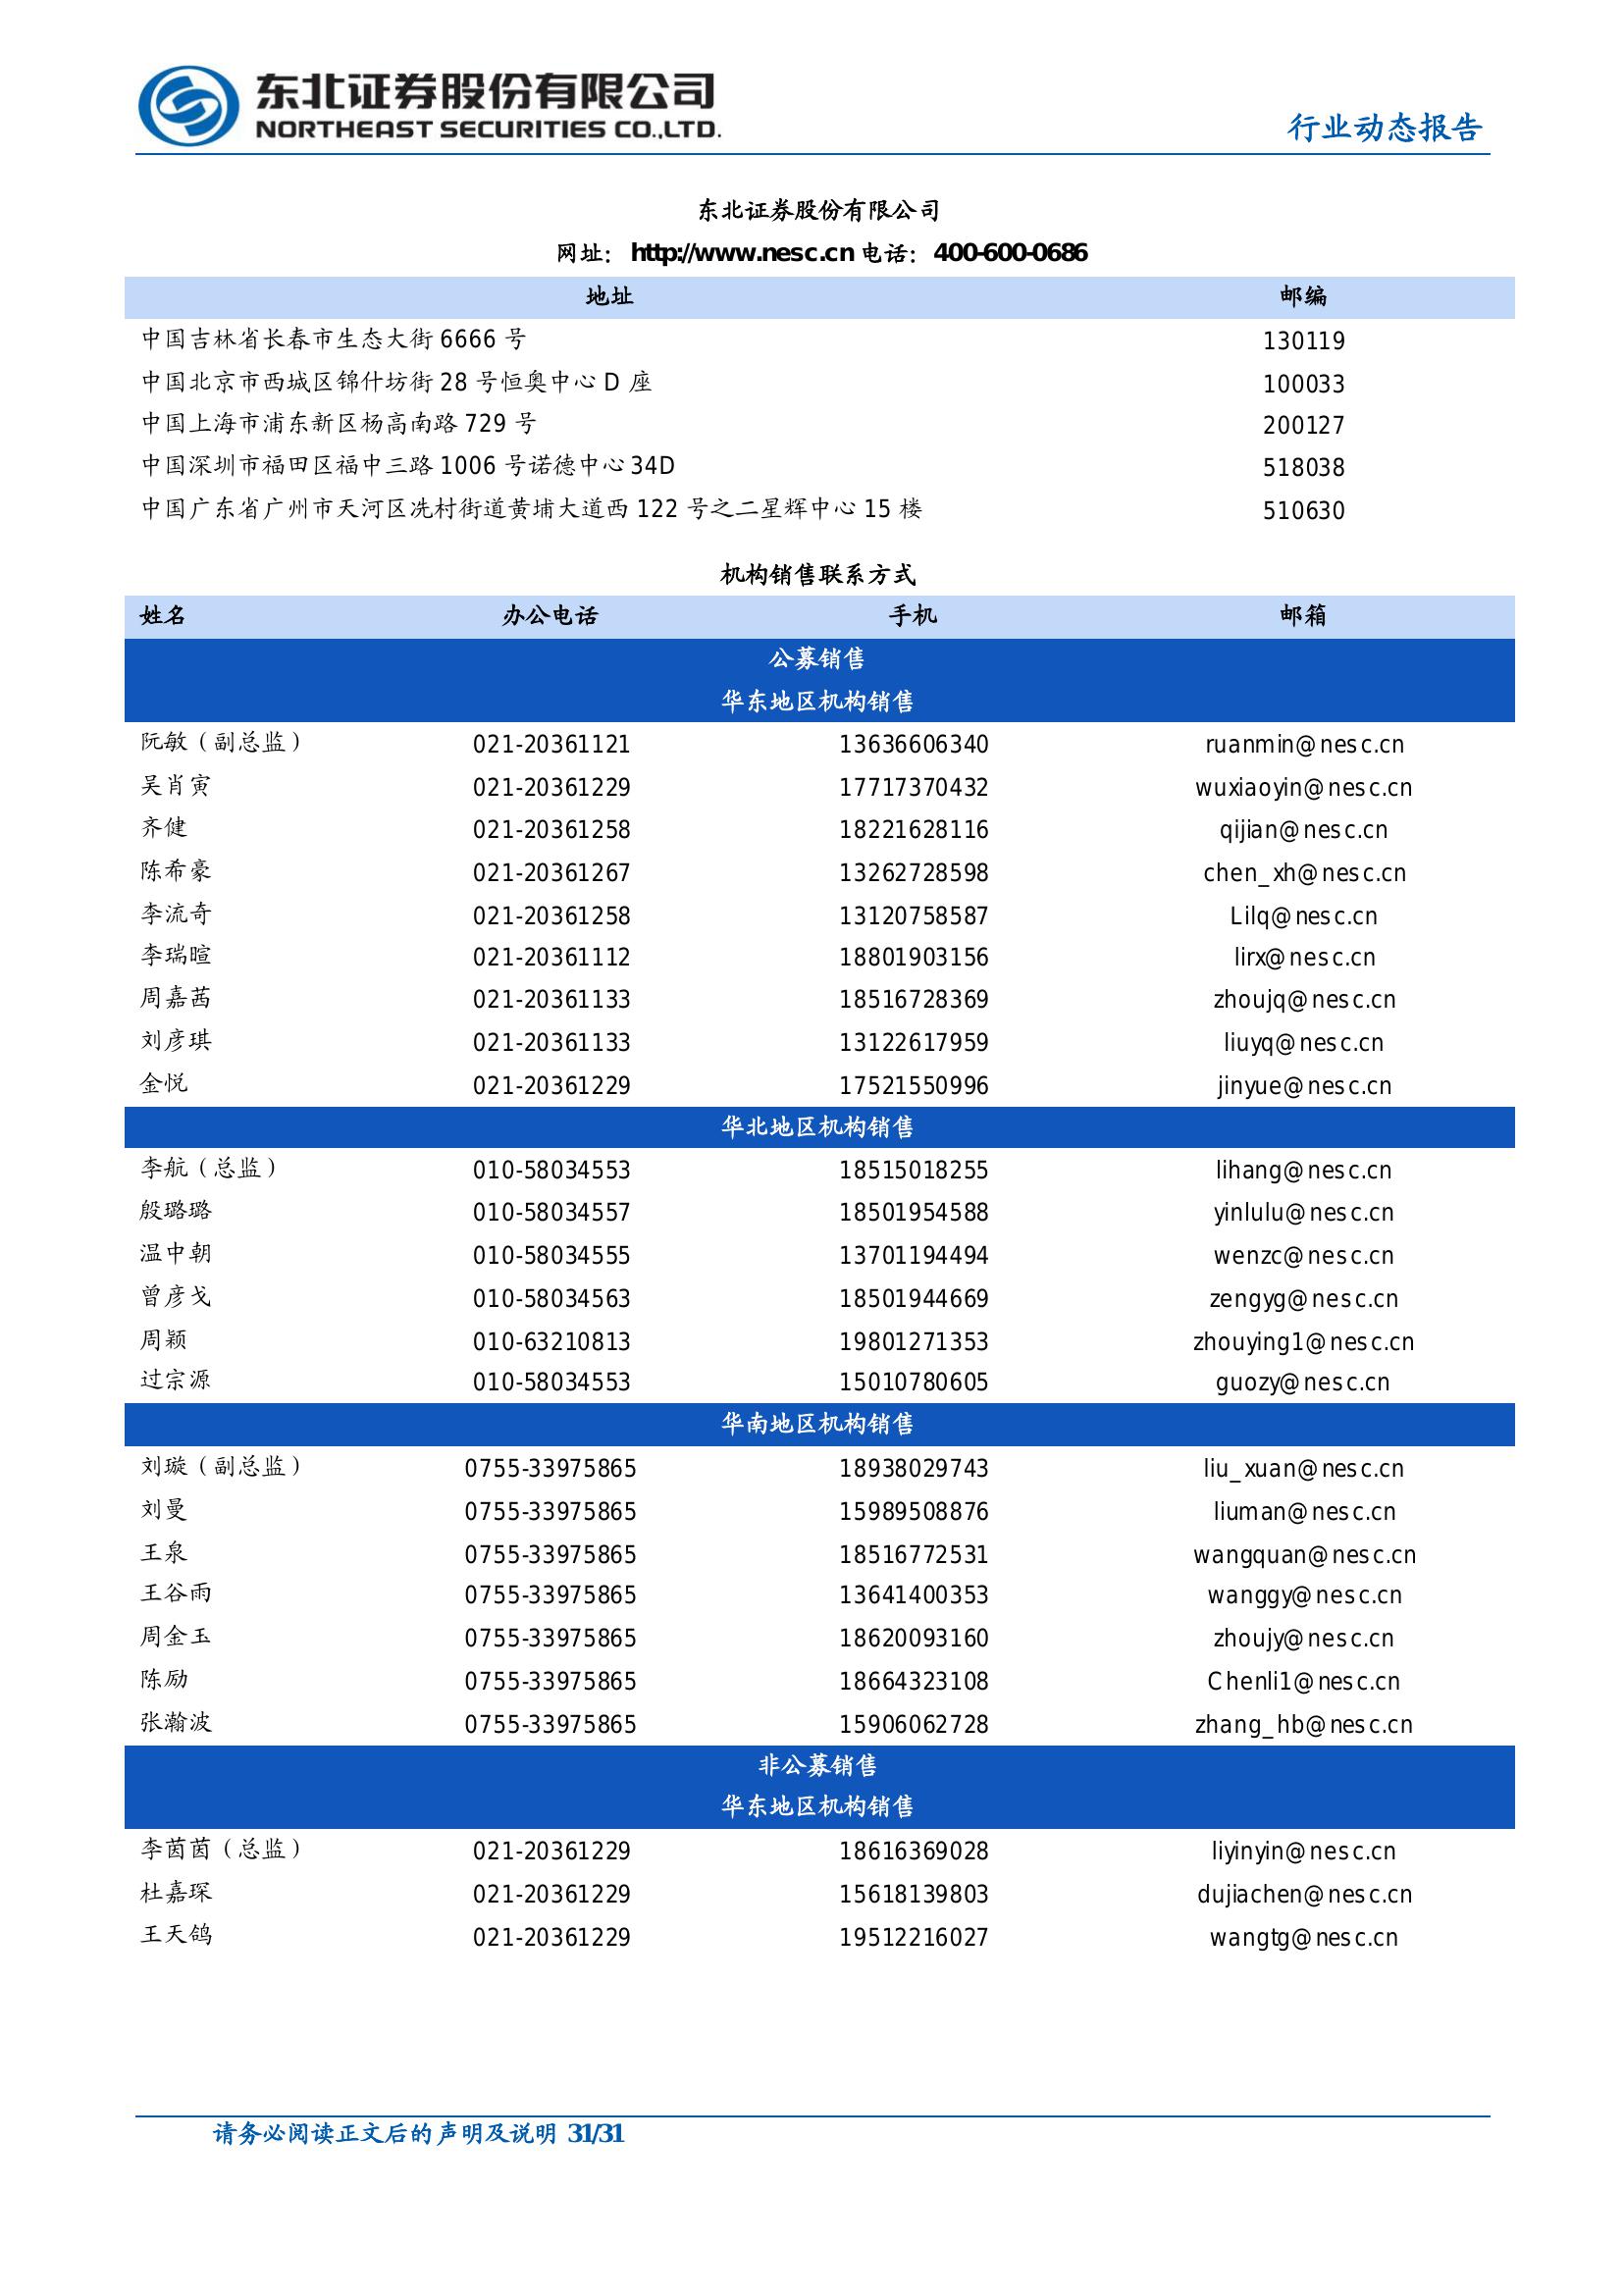 东北证券股份有限公司
NORTHEAST SECURITIES CO.,LTD.
行业动态报告
东北证券股份有限公司
网址：http://www.nesc.cn 电话：400-600-0686
地址 邮编
中国吉林省长春市生态大街 6666 号 130119
中国北京市西城区锦什坊街 28 号恒奥中心 D 座 100033
中国上海市浦东新区杨高南路 729 号 200127
中国深圳市福田区福中三路 1006 号诺德中心 34D 518038
中国广东省广州市天河区冼村街道黄埔大道西 122 号之二星辉中心 15 楼 510630
机构销售联系方式
姓名 办公电话 手机 邮箱
公募销售
华东地区机构销售
阮敏（副总监） 021-20361121 13636606340 ruanmin@nesc.cn
吴肖寅 021-20361229 17717370432 wuxiaoyin@nesc.cn
齐健 021-20361258 18221628116 qijian@nesc.cn
陈希豪 021-20361267 13262728598 chen_xh@nesc.cn
李流奇 021-20361258 13120758587 Lilq@nesc.cn
李瑞暄 021-20361112 18801903156 lirx@nesc.cn
周嘉茜 021-20361133 18516728369 zhoujq@nesc.cn
刘彦琪 021-20361133 13122617959 liuyq@nesc.cn
金悦 021-20361229 17521550996 jinyue@nesc.cn
华北地区机构销售
李航（总监） 010-58034553 18515018255 lihang@nesc.cn
殷璐璐 010-58034557 18501954588 yinlulu@nesc.cn
温中朝 010-58034555 13701194494 wenzc@nesc.cn
曾彦戈 010-58034563 18501944669 zengyg@nesc.cn
周颖 010-63210813 19801271353 zhouying1@nesc.cn
过宗源 010-58034553 15010780605 guozy@nesc.cn
华南地区机构销售
刘璇（副总监） 0755-33975865 18938029743 liu_xuan@nesc.cn
刘曼 0755-33975865 15989508876 liuman@nesc.cn
王泉 0755-33975865 18516772531 wangquan@nesc.cn
王谷雨 0755-33975865 13641400353 wanggy@nesc.cn
周金玉 0755-33975865 18620093160 zhoujy@nesc.cn
陈励 0755-33975865 18664323108 Chenli1@nesc.cn
张瀚波 0755-33975865 15906062728 zhang_hb@nesc.cn
非公募销售
华东地区机构销售
李茵茵（总监） 021-20361229 18616369028 liyinyin@nesc.cn
杜嘉琛 021-20361229 15618139803 dujiachen@nesc.cn
王天鸽 021-20361229 19512216027 wangtg@nesc.cn
请务必阅读正文后的声明及说明 31/31